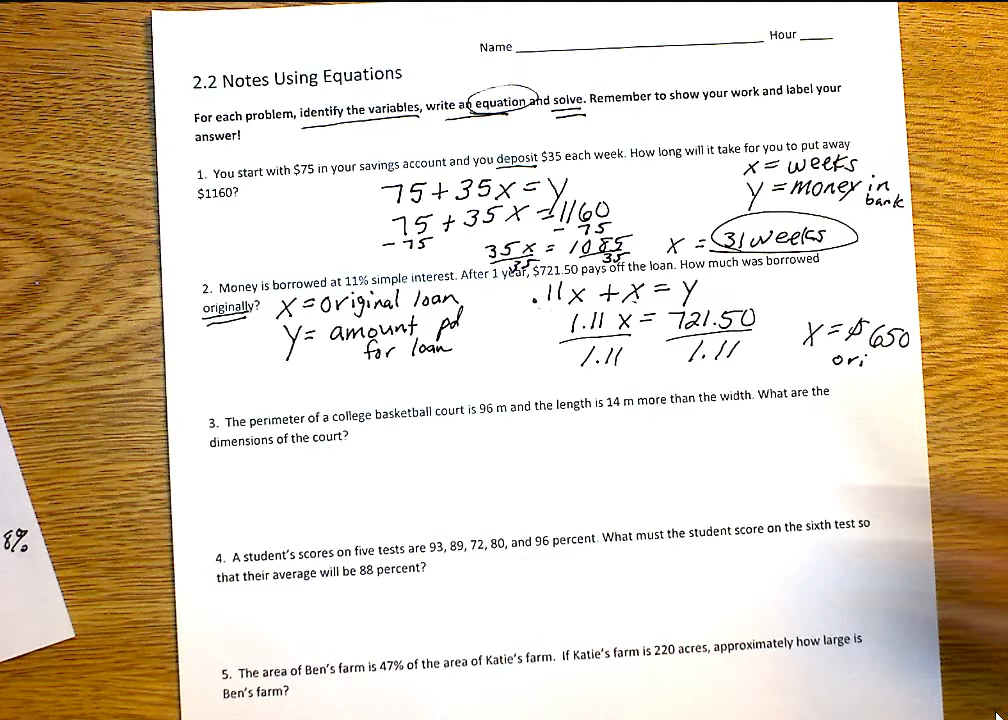 Name Hour
2.2 Notes Using Equations
For each problem, identify the variables, write an equation and solve. Remember to show your work and label your
answer!
1. You start with $75 in your savings account and you deposit $35 each week. How long will it take for you to put away
$1160?
x = weeks
y = money in
bank
75 + 35x = y
75 + 35x = 1160
-75 -75
35x = 1085
35 35
x = 31 weeks
2. Money is borrowed at 11% simple interest. After 1 year, $721.50 pays off the loan. How much was borrowed
originally?
x = original loan
y = amount pd
for loan
.11x + x = y
1.11x = 721.50
1.11 1.11
x = $650
ori
3. The perimeter of a college basketball court is 96 m and the length is 14 m more than the width. What are the
dimensions of the court?
8%
4. A student's scores on five tests are 93, 89, 72, 80, and 96 percent. What must the student score on the sixth test so
that their average will be 88 percent?
5. The area of Ben's farm is 47% of the area of Katie's farm. If Katie's farm is 220 acres, approximately how large is
Ben's farm?